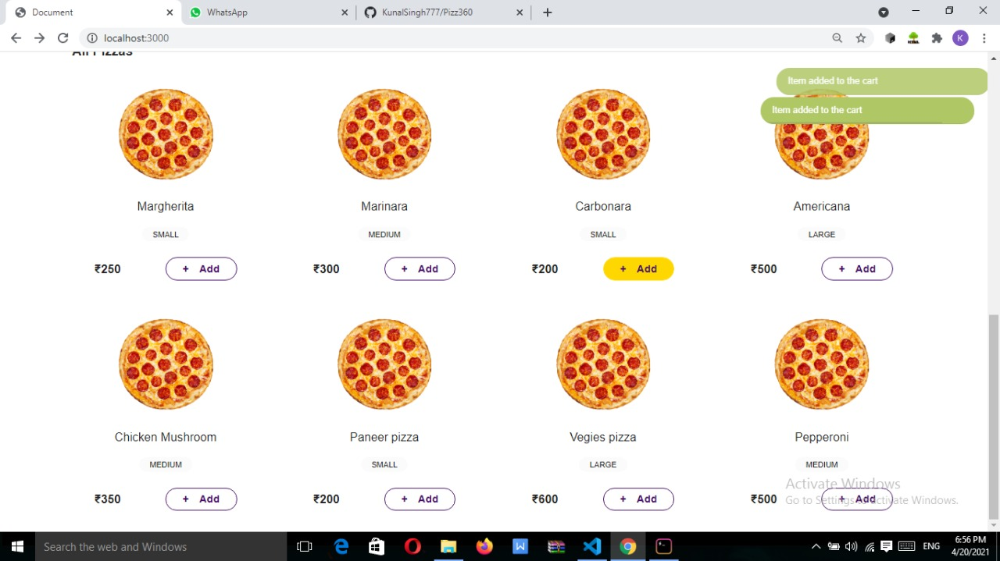 Document
WhatsApp
KunalSingh777/Pizz360
localhost:3000
K
All Pizzas
Item added to the cart
Item added to the cart
Margherita
Marinara
Carbonara
Americana
SMALL
MEDIUM
SMALL
LARGE
₹250
+ Add
₹300
+ Add
₹200
+ Add
₹500
+ Add
Chicken Mushroom
Paneer pizza
Vegies pizza
Pepperoni
MEDIUM
SMALL
LARGE
MEDIUM
₹350
+ Add
₹200
+ Add
₹600
+ Add
₹500
+ Add
Activate Windows
Go to Settings to activate Windows.
Search the web and Windows
W
ENG
6:56 PM
4/20/2021